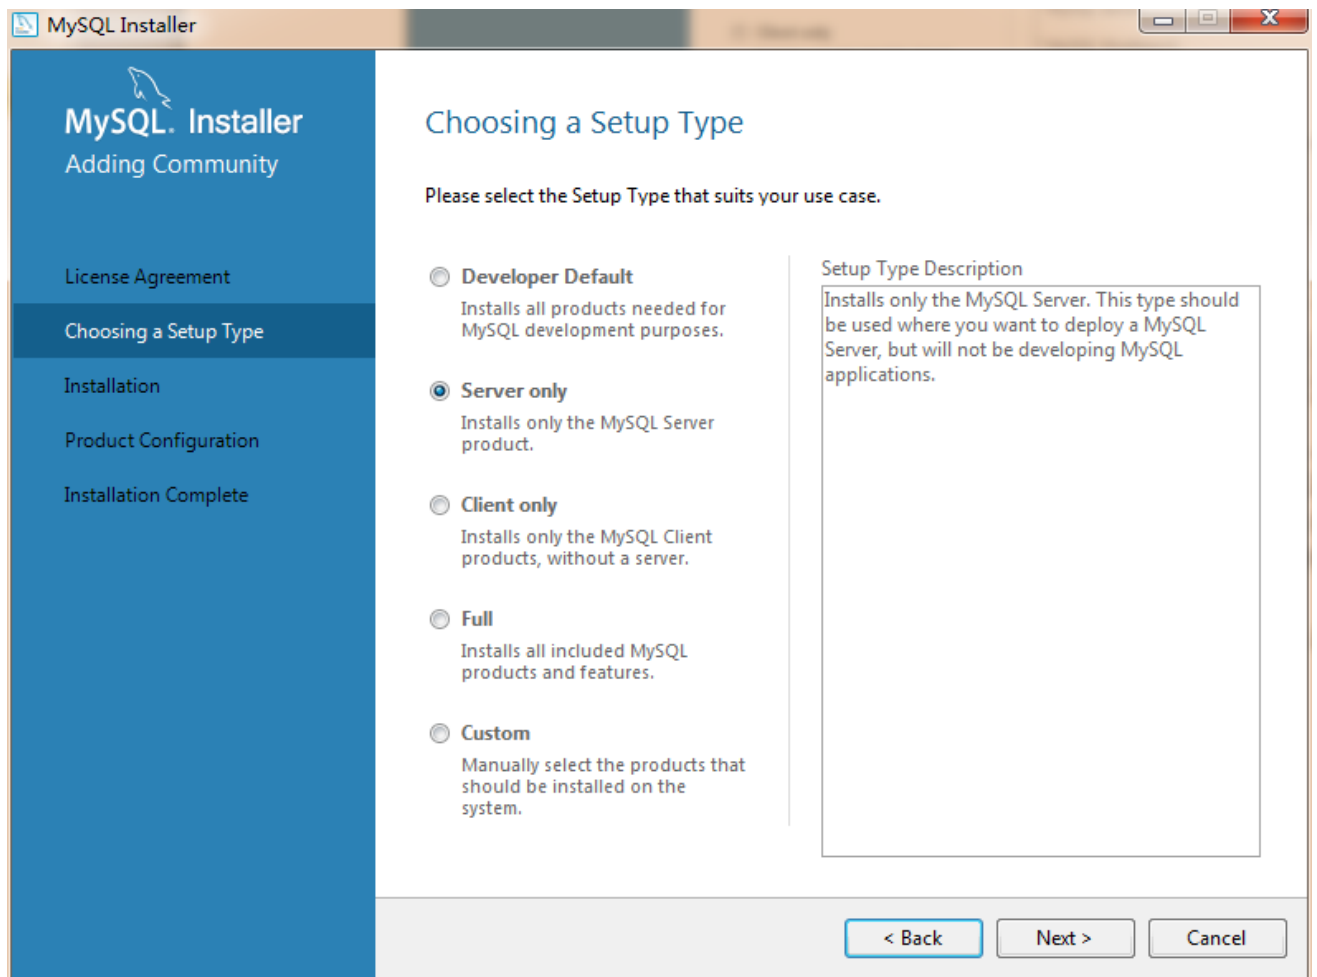 MySQL Installer
MySQL. Installer
Adding Community
License Agreement
Choosing a Setup Type
Installation
Product Configuration
Installation Complete
Choosing a Setup Type
Please select the Setup Type that suits your use case.
Developer Default
Installs all products needed for
MySQL development purposes.
Server only
Installs only the MySQL Server
product.
Client only
Installs only the MySQL Client
products, without a server.
Full
Installs all included MySQL
products and features.
Custom
Manually select the products that
should be installed on the
system.
Setup Type Description
Installs only the MySQL Server. This type should
be used where you want to deploy a MySQL
Server, but will not be developing MySQL
applications.
< Back
Next >
Cancel